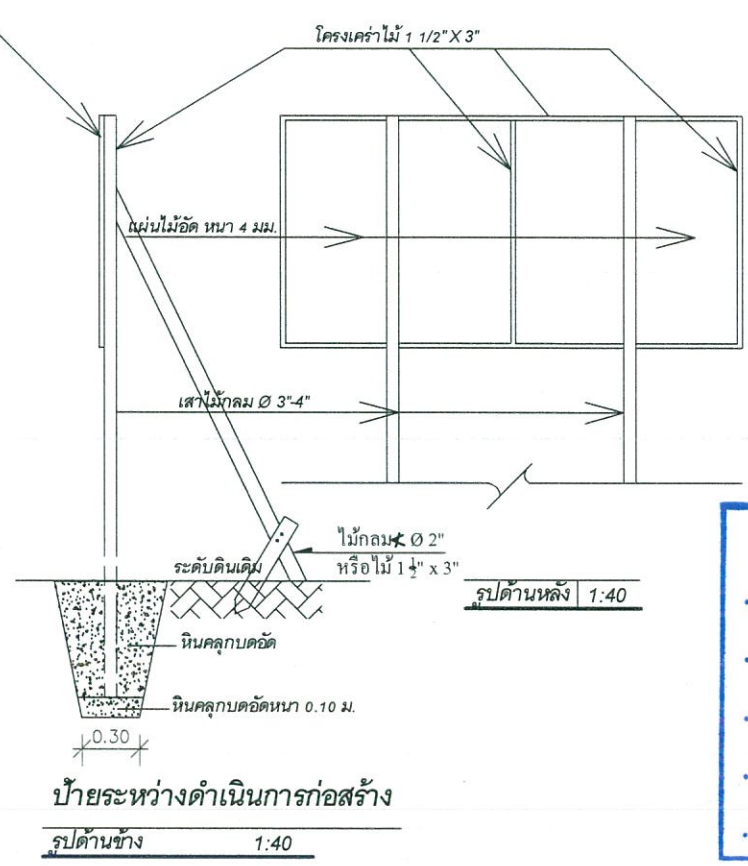 โครงเคร่าไม้ 1 1/2" X 3"
แผ่นไม้อัด หนา 4 มม.
เสาไม้กลม Ø 3"-4"
ไม้กลม Ø 2"
หรือไม้ 1 1/2" x 3"
ระดับดินเดิม
รูปด้านหลัง 1:40
หินคลุกบดอัด
หินคลุกบดอัดหนา 0.10 ม.
0.30
ป้ายระหว่างดำเนินการก่อสร้าง
รูปด้านข้าง 1:40